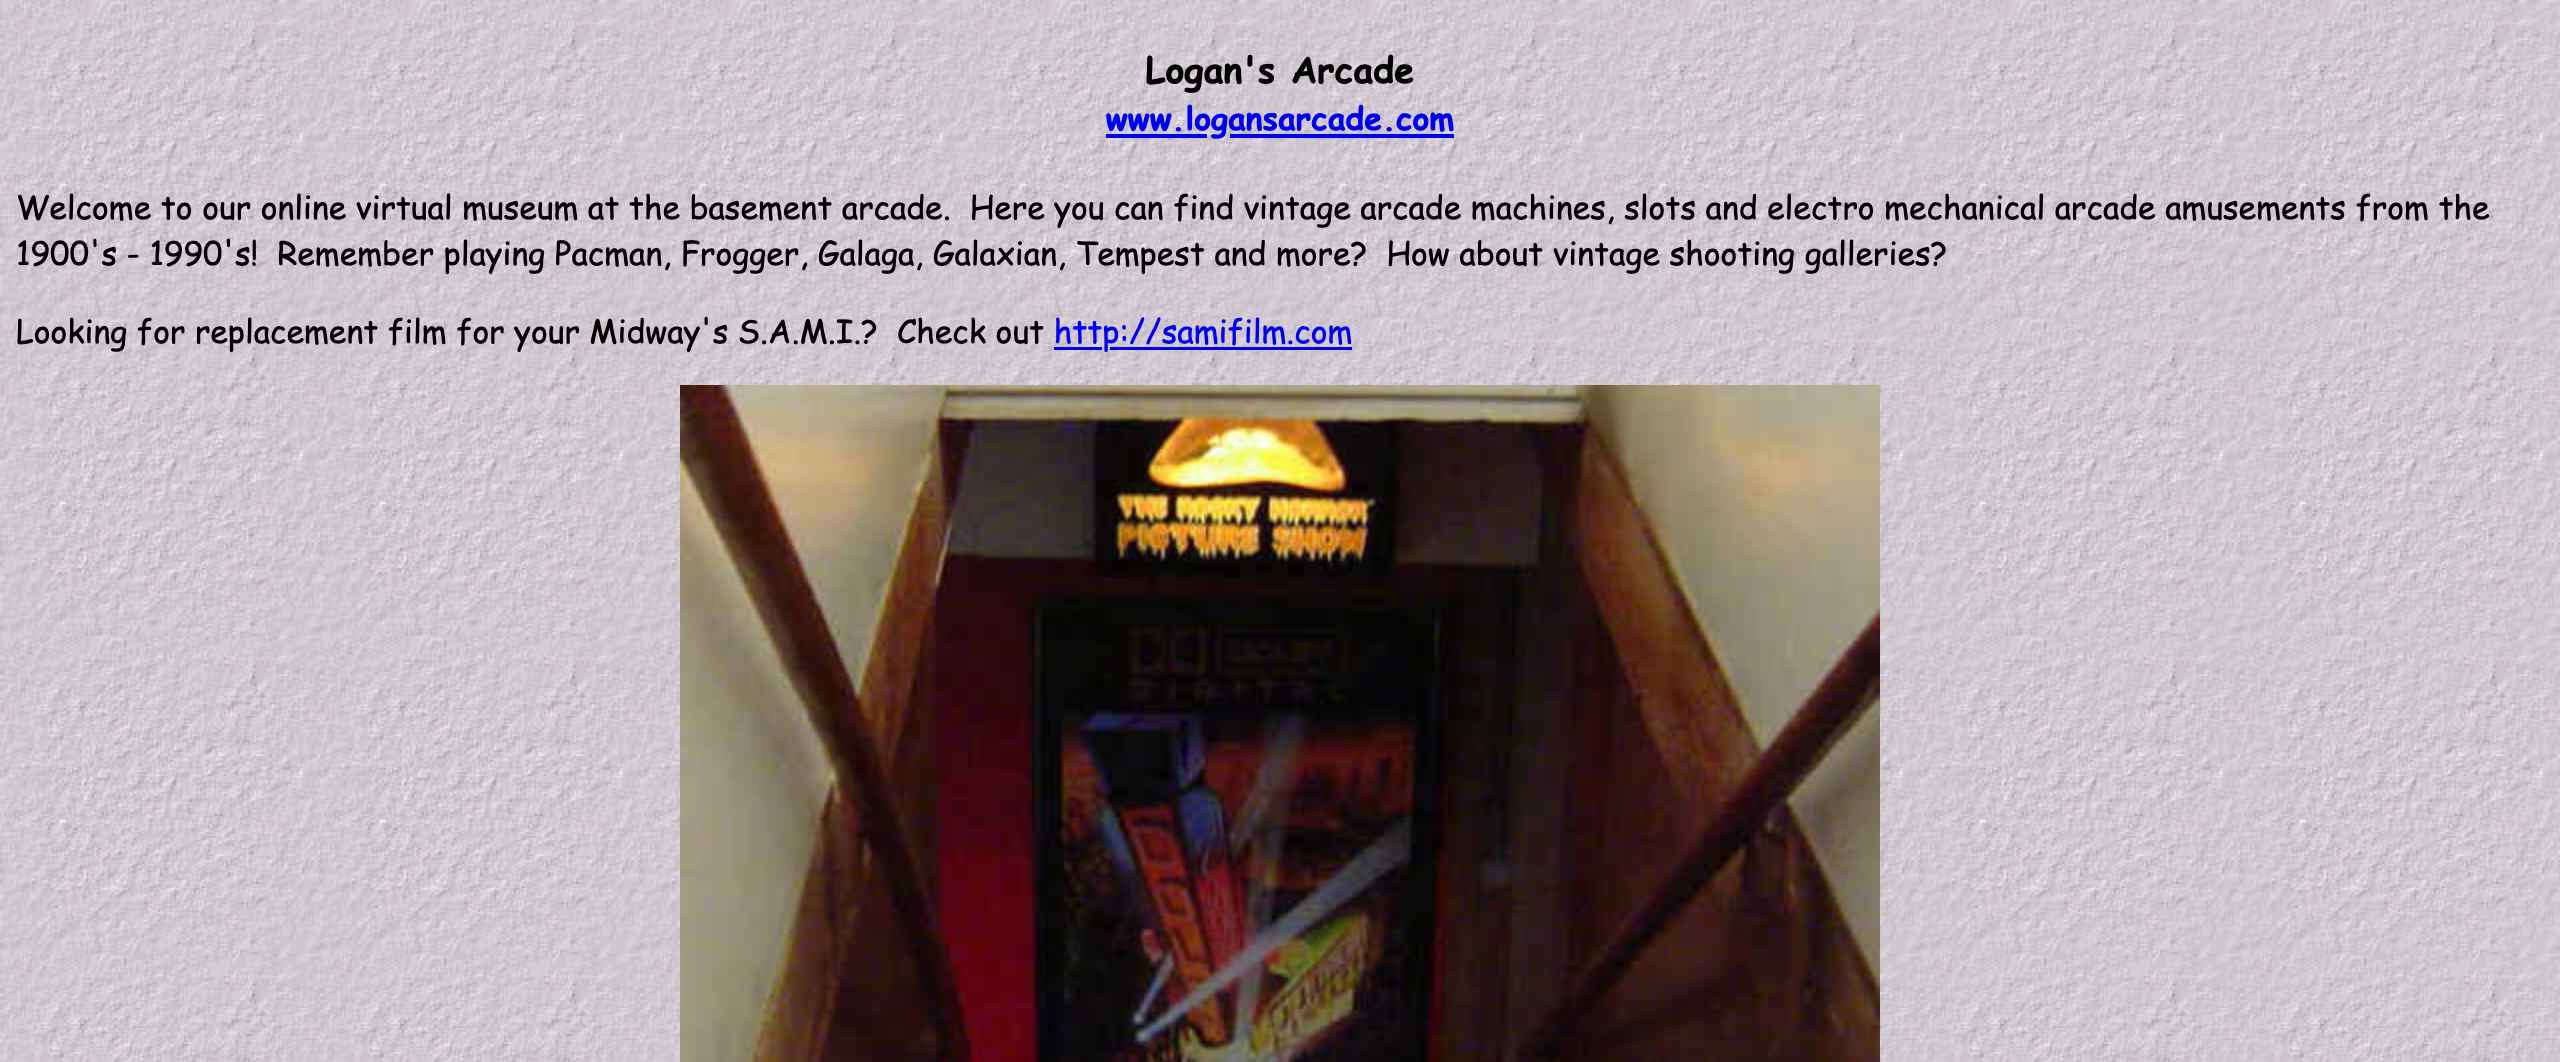 Logan's Arcade
www.logansarcade.com
Welcome to our online virtual museum at the basement arcade.  Here you can find vintage arcade machines, slots and electro mechanical arcade amusements from the
1900's - 1990's!  Remember playing Pacman, Frogger, Galaga, Galaxian, Tempest and more?  How about vintage shooting galleries?
Looking for replacement film for your Midway's S.A.M.I.?  Check out http://samifilm.com
THE ROCKY HORROR
PICTURE SHOW
DIGITAL